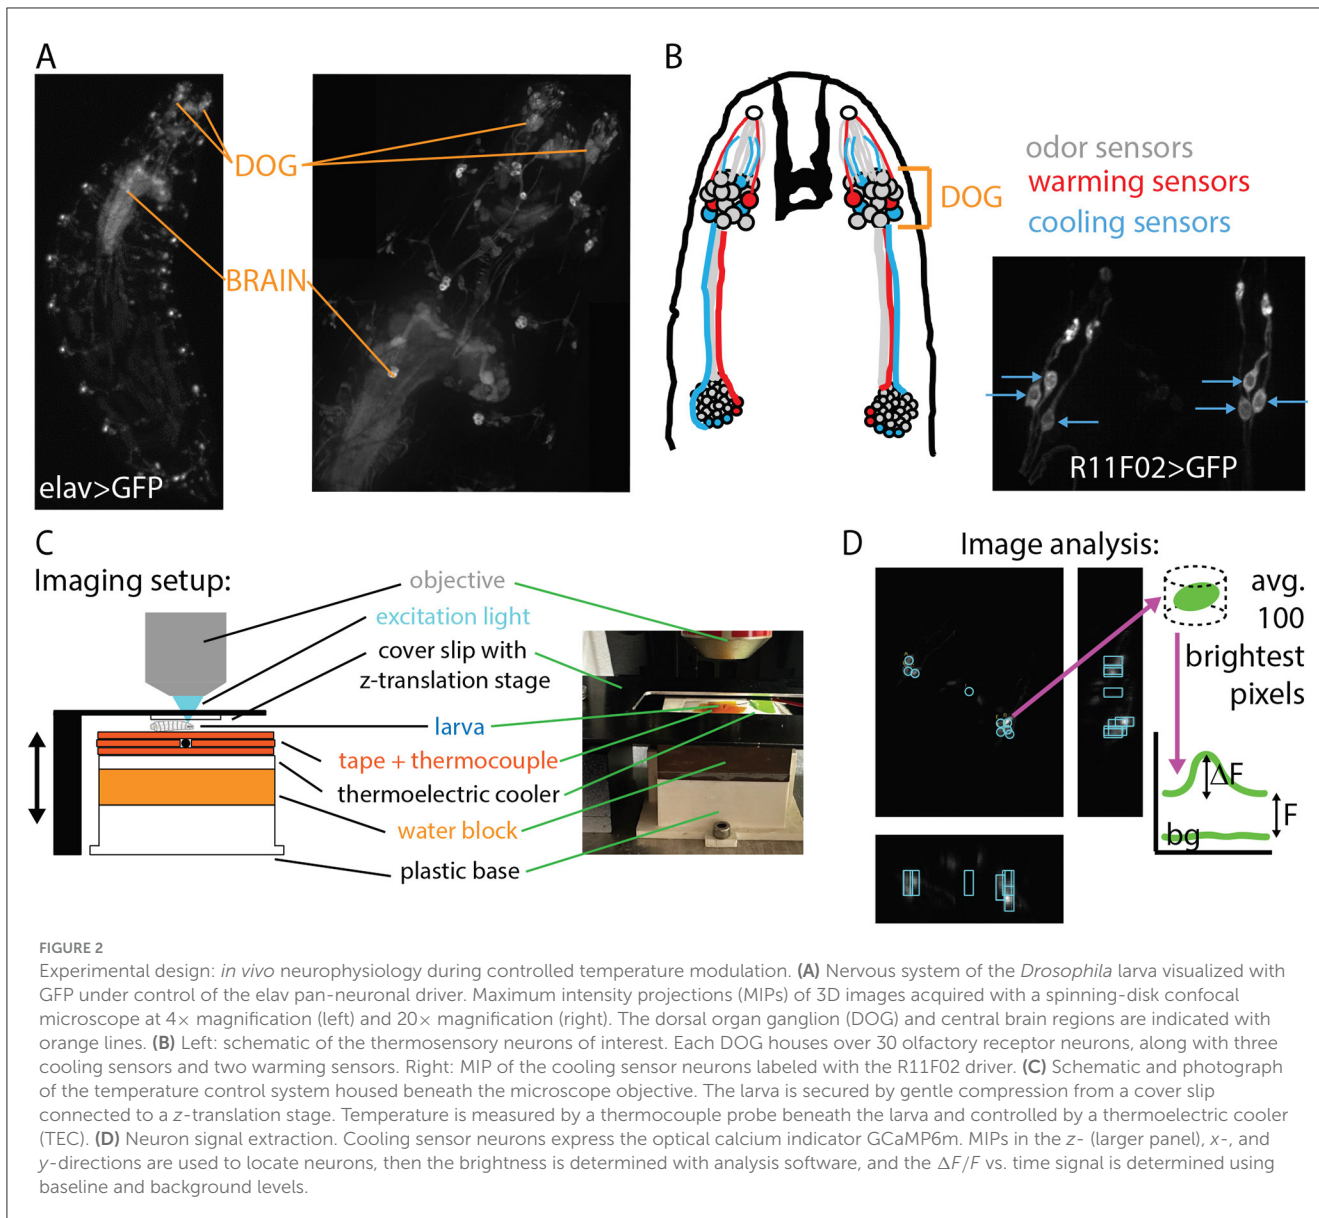 A
DOG
BRAIN
elav>GFP
B
DOG
odor sensors
warming sensors
cooling sensors
R11F02>GFP
C
Imaging setup:
objective
excitation light
cover slip with
z-translation stage
larva
tape + thermocouple
thermoelectric cooler
water block
plastic base
D
Image analysis:
avg.
100
brightest
pixels
ΔF
F
bg
FIGURE 2
Experimental design: in vivo neurophysiology during controlled temperature modulation. (A) Nervous system of the Drosophila larva visualized with
GFP under control of the elav pan-neuronal driver. Maximum intensity projections (MIPs) of 3D images acquired with a spinning-disk confocal
microscope at 4× magnification (left) and 20× magnification (right). The dorsal organ ganglion (DOG) and central brain regions are indicated with
orange lines. (B) Left: schematic of the thermosensory neurons of interest. Each DOG houses over 30 olfactory receptor neurons, along with three
cooling sensors and two warming sensors. Right: MIP of the cooling sensor neurons labeled with the R11F02 driver. (C) Schematic and photograph
of the temperature control system housed beneath the microscope objective. The larva is secured by gentle compression from a cover slip
connected to a z-translation stage. Temperature is measured by a thermocouple probe beneath the larva and controlled by a thermoelectric cooler
(TEC). (D) Neuron signal extraction. Cooling sensor neurons express the optical calcium indicator GCaMP6m. MIPs in the z- (larger panel), x-, and
y-directions are used to locate neurons, then the brightness is determined with analysis software, and the ΔF/F vs. time signal is determined using
baseline and background levels.